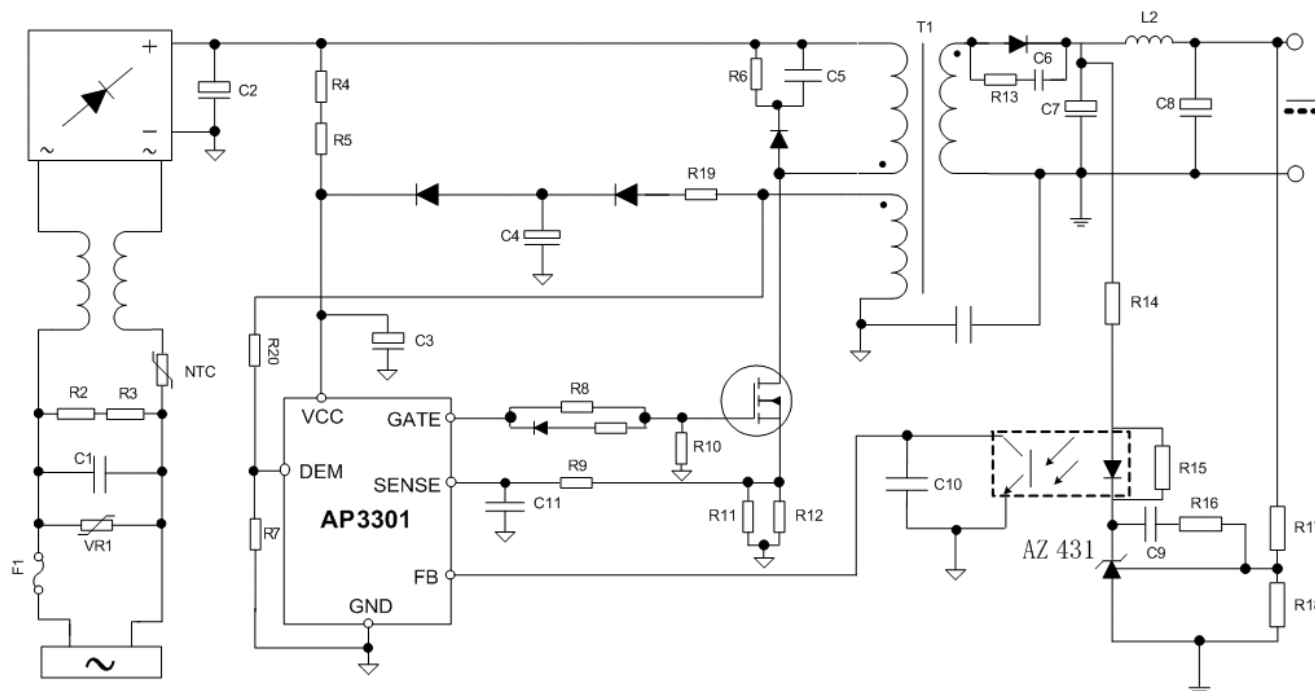 T1
L2
+
R6
C5
C6
R4
C2
R13
C7
C8
R5
−
~
~
R19
C4
R14
C3
R20
NTC
R2
R3
R8
VCC
GATE
R10
C1
DEM
R9
R15
SENSE
C10
R16
C11
R11
R12
AP3301
R7
R17
VR1
AZ 431
C9
F1
FB
R18
GND
~